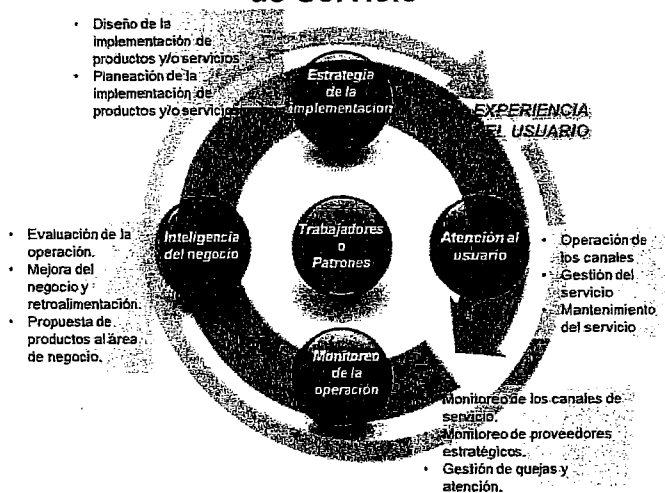 de Servicio
• Diseño de la
implementación de
productos y/o servicios
• Planeación de la
implementación de
productos y/o servicios
Estrategia
de la
implementacion
EXPERIENCIA
DEL USUARIO
• Evaluación de la
operación.
• Mejora del
negocio y
retroalimentación.
• Propuesta de
productos al área
de negocio.
Inteligencia
del negocio
Trabajadores
o
Patrones
Atención al
usuario
• Operación de
los canales
• Gestión del
servicio
• Mantenimiento
del servicio
Monitoreo
de la
operación
Monitoreo de los canales de
servicio.
Monitoreo de proveedores
estratégicos.
• Gestión de quejas y
atención.